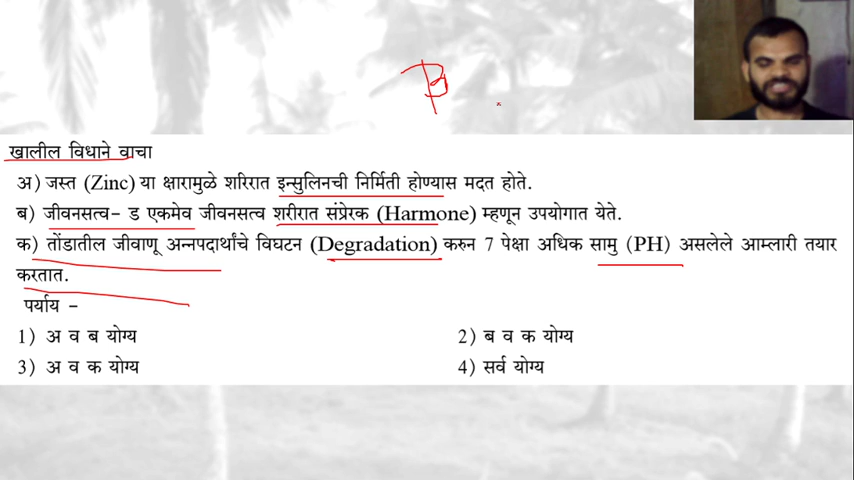 खालील विधाने वाचा
अ) जस्त (Zinc) या क्षारामुळे शरिरात इन्सुलिनची निर्मिती होण्यास मदत होते.
ब) जीवनसत्व- ड एकमेव जीवनसत्व शरीरात संप्रेरक (Harmone) म्हणून उपयोगात येते.
क) तोंडातील जीवाणू अन्नपदार्थांचे विघटन (Degradation) करुन 7 पेक्षा अधिक सामु (PH) असलेले आम्लारी तयार
करतात.
पर्याय -
1) अ व ब योग्य
2) ब व क योग्य
3) अ व क योग्य
4) सर्व योग्य